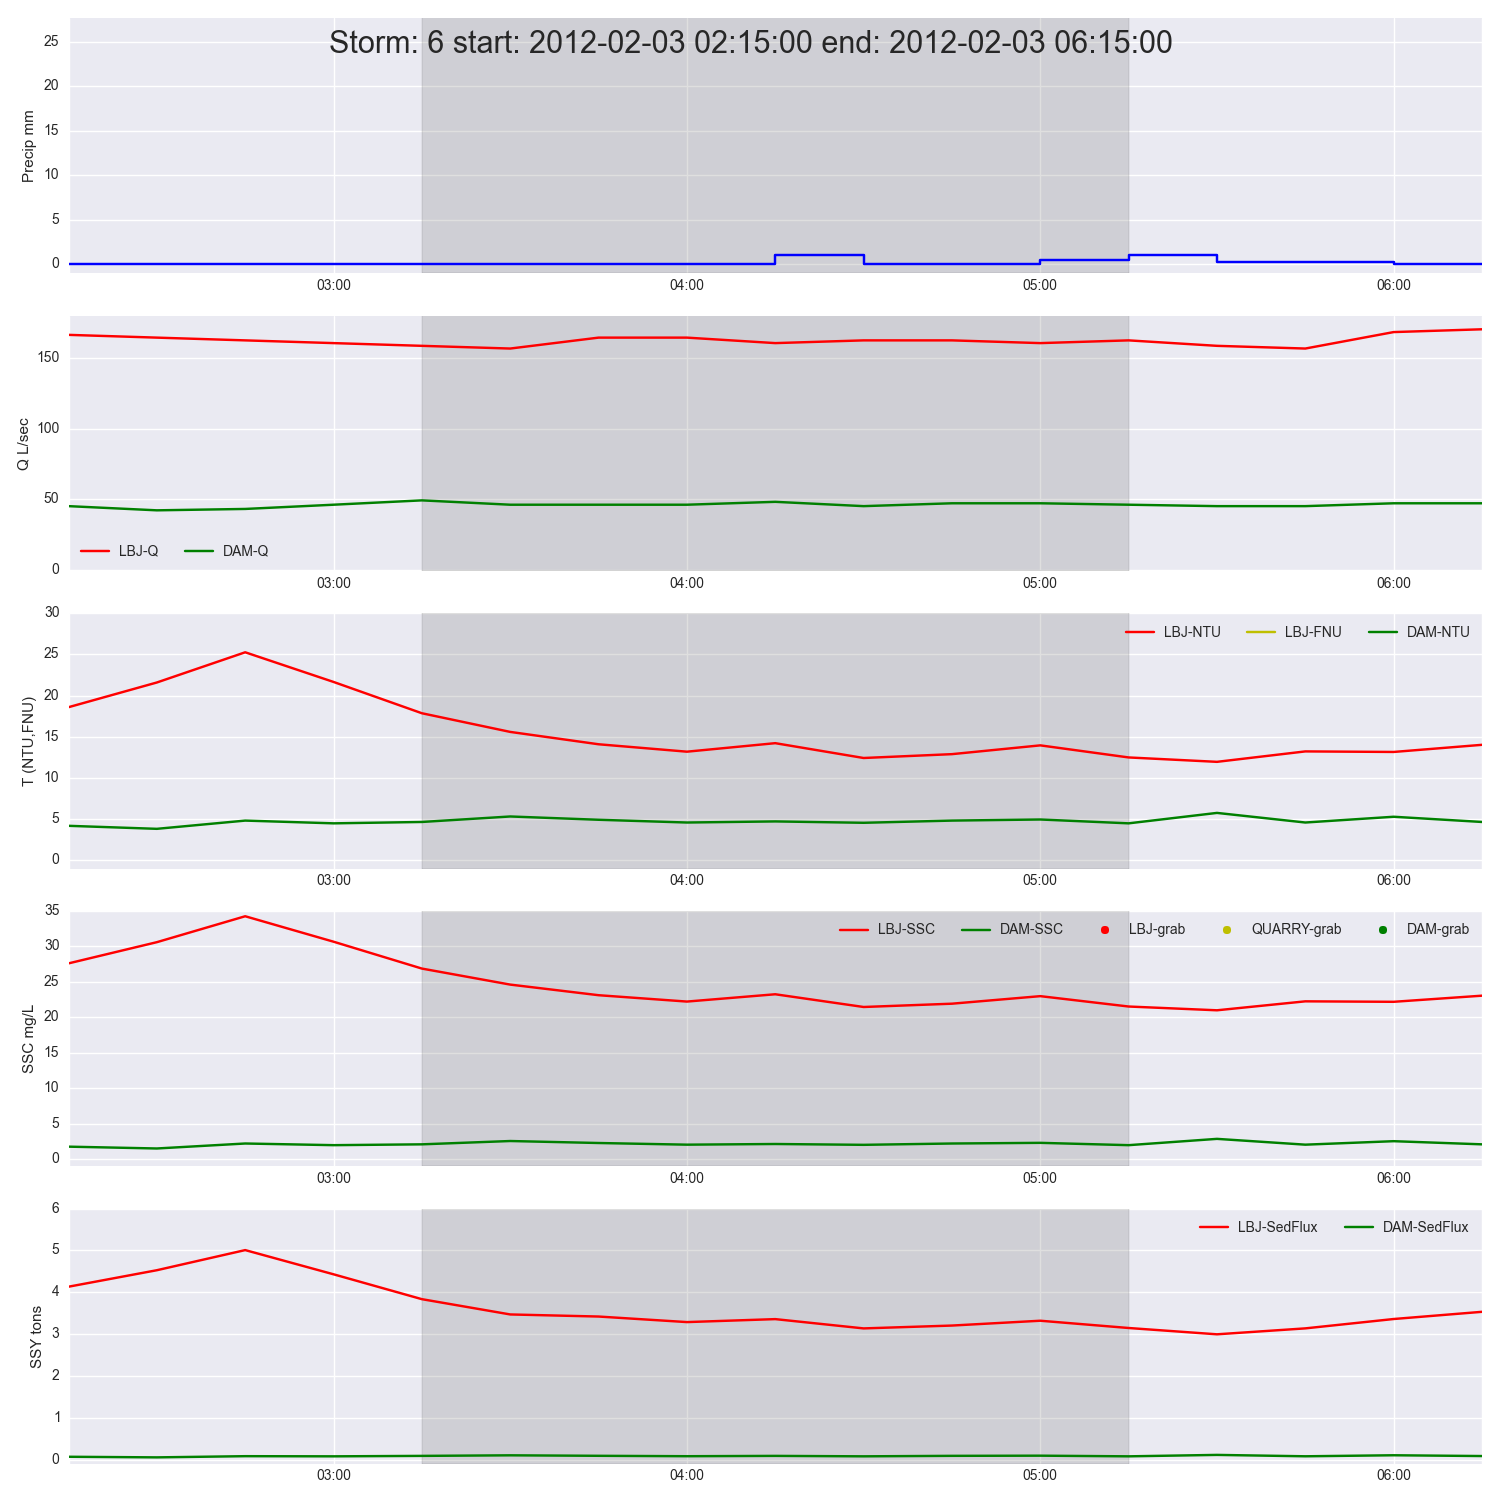 Storm: 6 start: 2012-02-03 02:15:00 end: 2012-02-03 06:15:00
Precip mm
25
20
15
10
5
0
03:00 04:00 05:00 06:00
Q L/sec
150
100
50
0
LBJ-Q DAM-Q
03:00 04:00 05:00 06:00
T (NTU,FNU)
30
25
20
15
10
5
0
LBJ-NTU LBJ-FNU DAM-NTU
03:00 04:00 05:00 06:00
SSC mg/L
35
30
25
20
15
10
5
0
LBJ-SSC DAM-SSC LBJ-grab QUARRY-grab DAM-grab
03:00 04:00 05:00 06:00
SSY tons
6
5
4
3
2
1
0
LBJ-SedFlux DAM-SedFlux
03:00 04:00 05:00 06:00